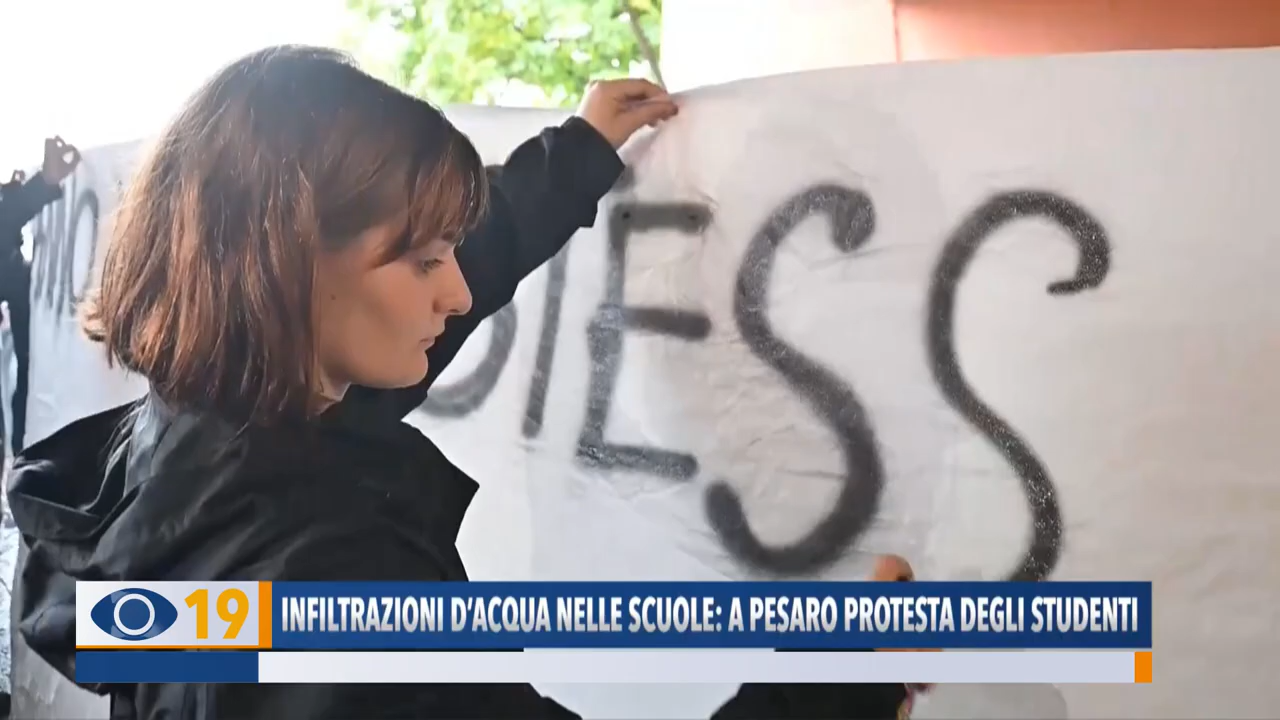 IESS
19
INFILTRAZIONI D'ACQUA NELLE SCUOLE: A PESARO PROTESTA DEGLI STUDENTI